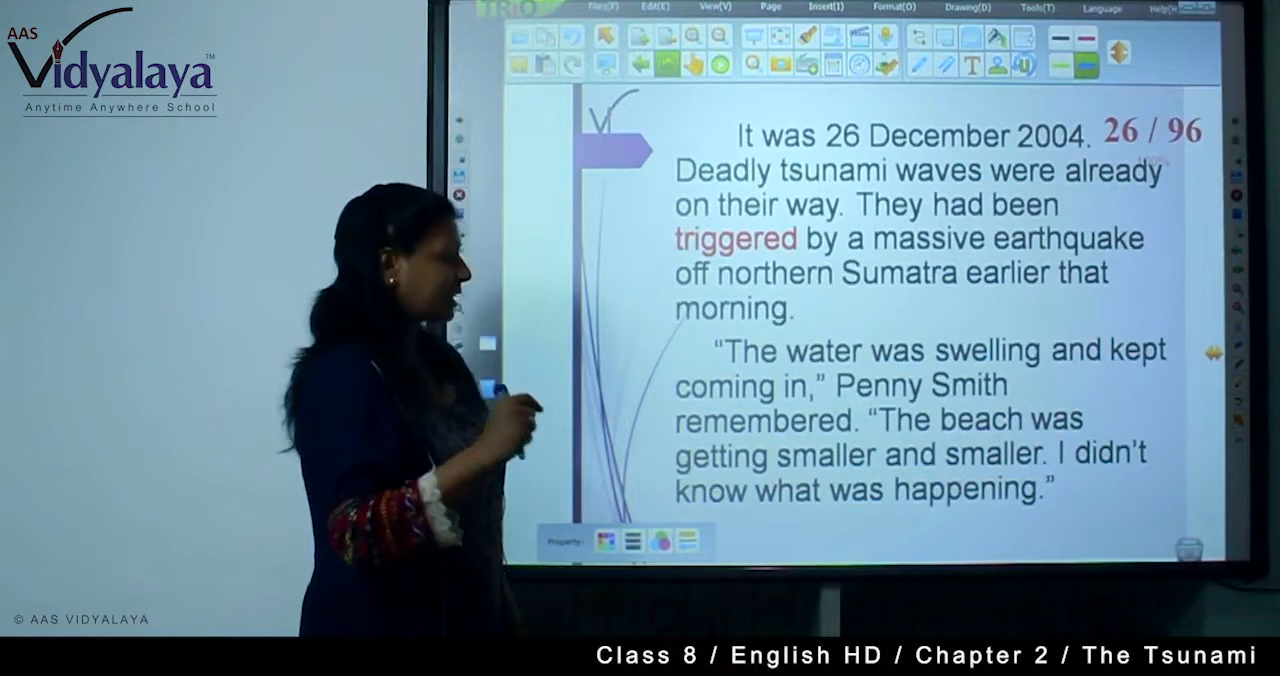 AAS
Vidyalaya™
Anytime Anywhere School
TRIO
Files(F) Edit(E) View(V) Page Insert(I) Format(O) Drawing(D) Tools(T) Language Help(H
It was 26 December 2004. 26 / 96
100%
Deadly tsunami waves were already
on their way. They had been
triggered by a massive earthquake
off northern Sumatra earlier that
morning.
“The water was swelling and kept
coming in,” Penny Smith
remembered. “The beach was
getting smaller and smaller. I didn’t
know what was happening.”
Property:
© AAS VIDYALAYA
Class 8 / English HD / Chapter 2 / The Tsunami